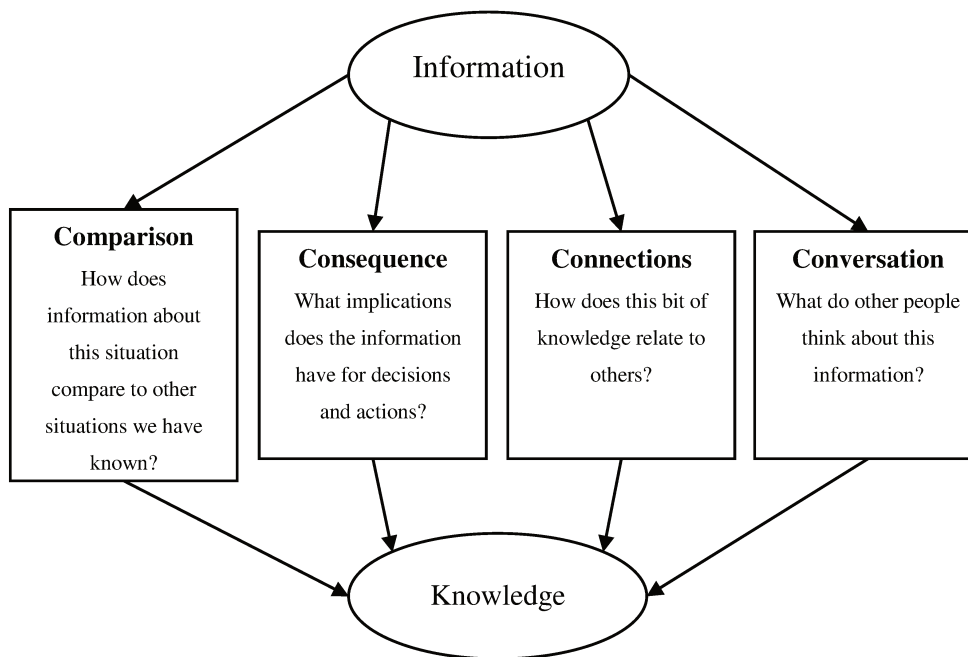 Information
Comparison
How does
information about
this situation
compare to other
situations we have
known?
Consequence
What implications
does the information
have for decisions
and actions?
Connections
How does this bit of
knowledge relate to
others?
Conversation
What do other people
think about this
information?
Knowledge